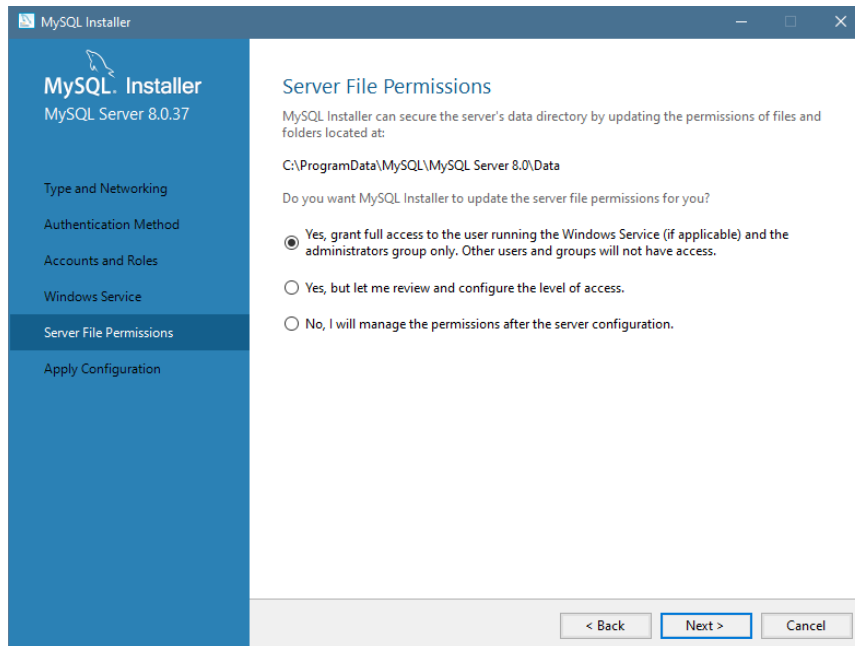 MySQL Installer
MySQL. Installer
MySQL Server 8.0.37
Type and Networking
Authentication Method
Accounts and Roles
Windows Service
Server File Permissions
Apply Configuration
Server File Permissions
MySQL Installer can secure the server's data directory by updating the permissions of files and
folders located at:
C:\ProgramData\MySQL\MySQL Server 8.0\Data
Do you want MySQL Installer to update the server file permissions for you?
Yes, grant full access to the user running the Windows Service (if applicable) and the
administrators group only. Other users and groups will not have access.
Yes, but let me review and configure the level of access.
No, I will manage the permissions after the server configuration.
< Back
Next >
Cancel